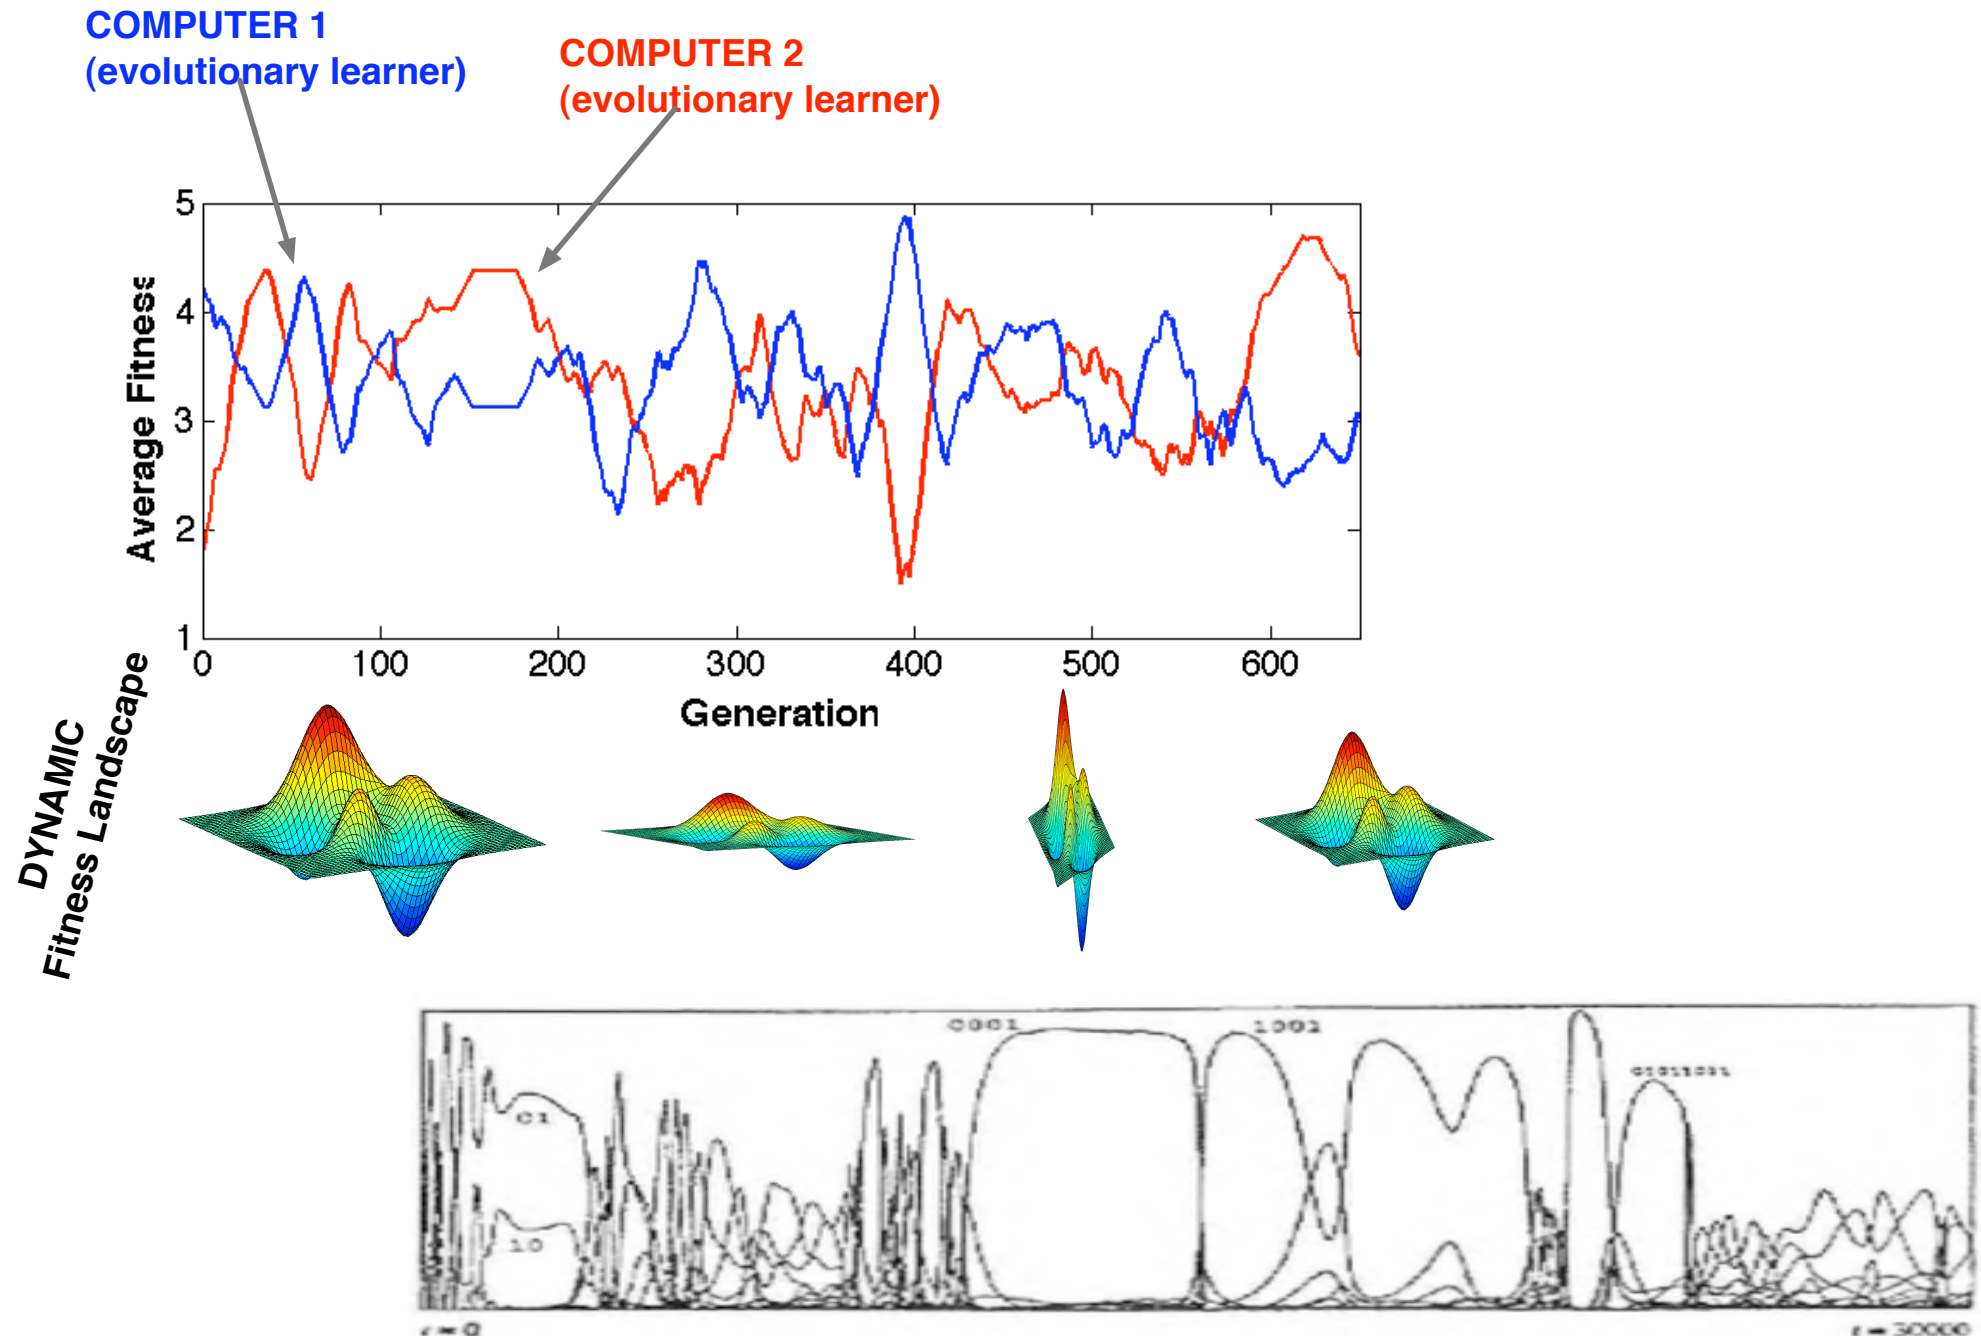 COMPUTER 1
(evolutionary learner)
COMPUTER 2
(evolutionary learner)
5
4
3
2
1
Average Fitness
0 100 200 300 400 500 600
Generation
DYNAMIC
Fitness Landscape
0001
1001
01
10